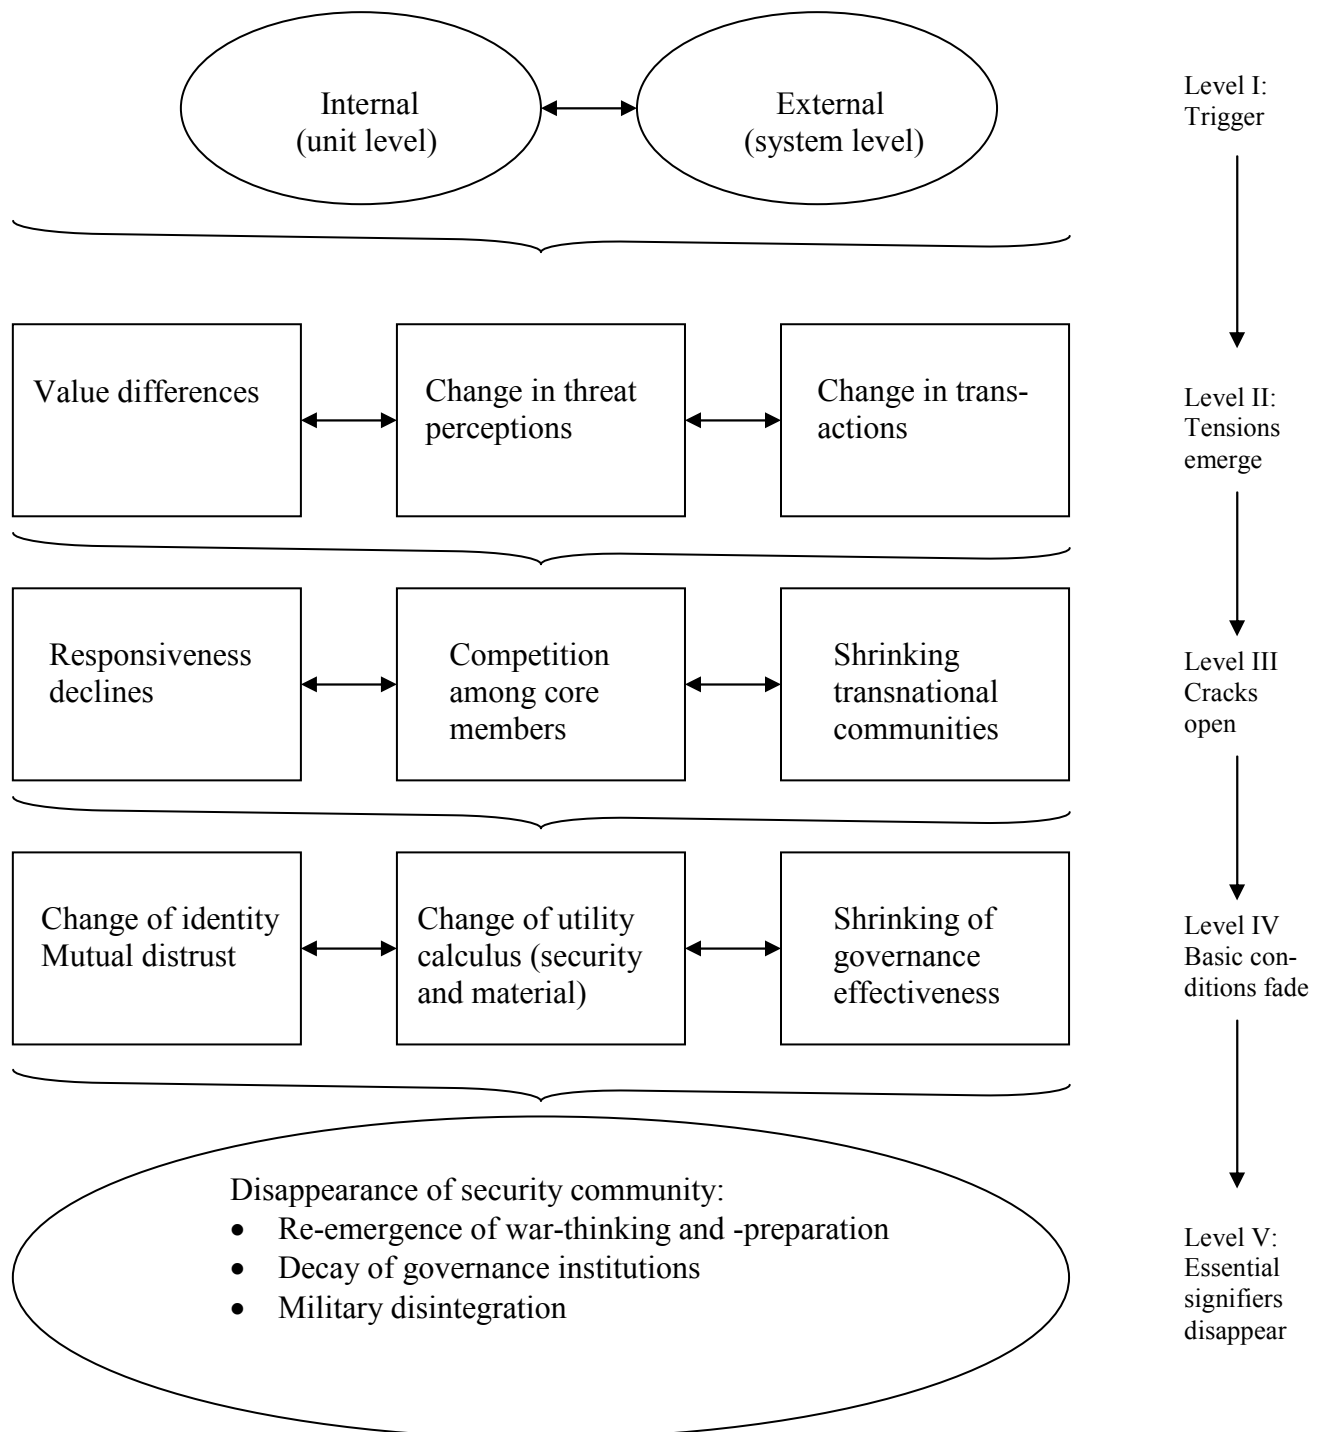 Internal
(unit level)
External
(system level)
Level I:
Trigger
Value differences
Change in threat
perceptions
Change in trans-
actions
Level II:
Tensions
emerge
Responsiveness
declines
Competition
among core
members
Shrinking
transnational
communities
Level III
Cracks
open
Change of identity
Mutual distrust
Change of utility
calculus (security
and material)
Shrinking of
governance
effectiveness
Level IV
Basic con-
ditions fade
Disappearance of security community:
• Re-emergence of war-thinking and -preparation
• Decay of governance institutions
• Military disintegration
Level V:
Essential
signifiers
disappear